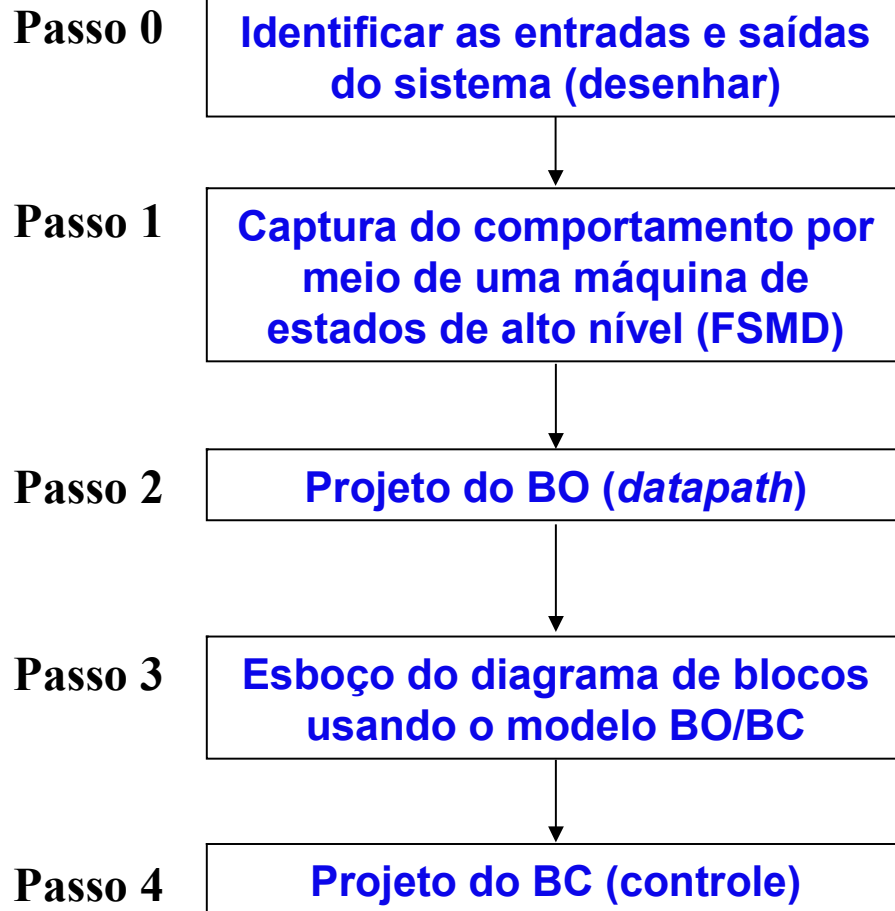 Passo 0
Identificar as entradas e saídas
do sistema (desenhar)
Passo 1
Captura do comportamento por
meio de uma máquina de
estados de alto nível (FSMD)
Passo 2
Projeto do BO (datapath)
Passo 3
Esboço do diagrama de blocos
usando o modelo BO/BC
Passo 4
Projeto do BC (controle)